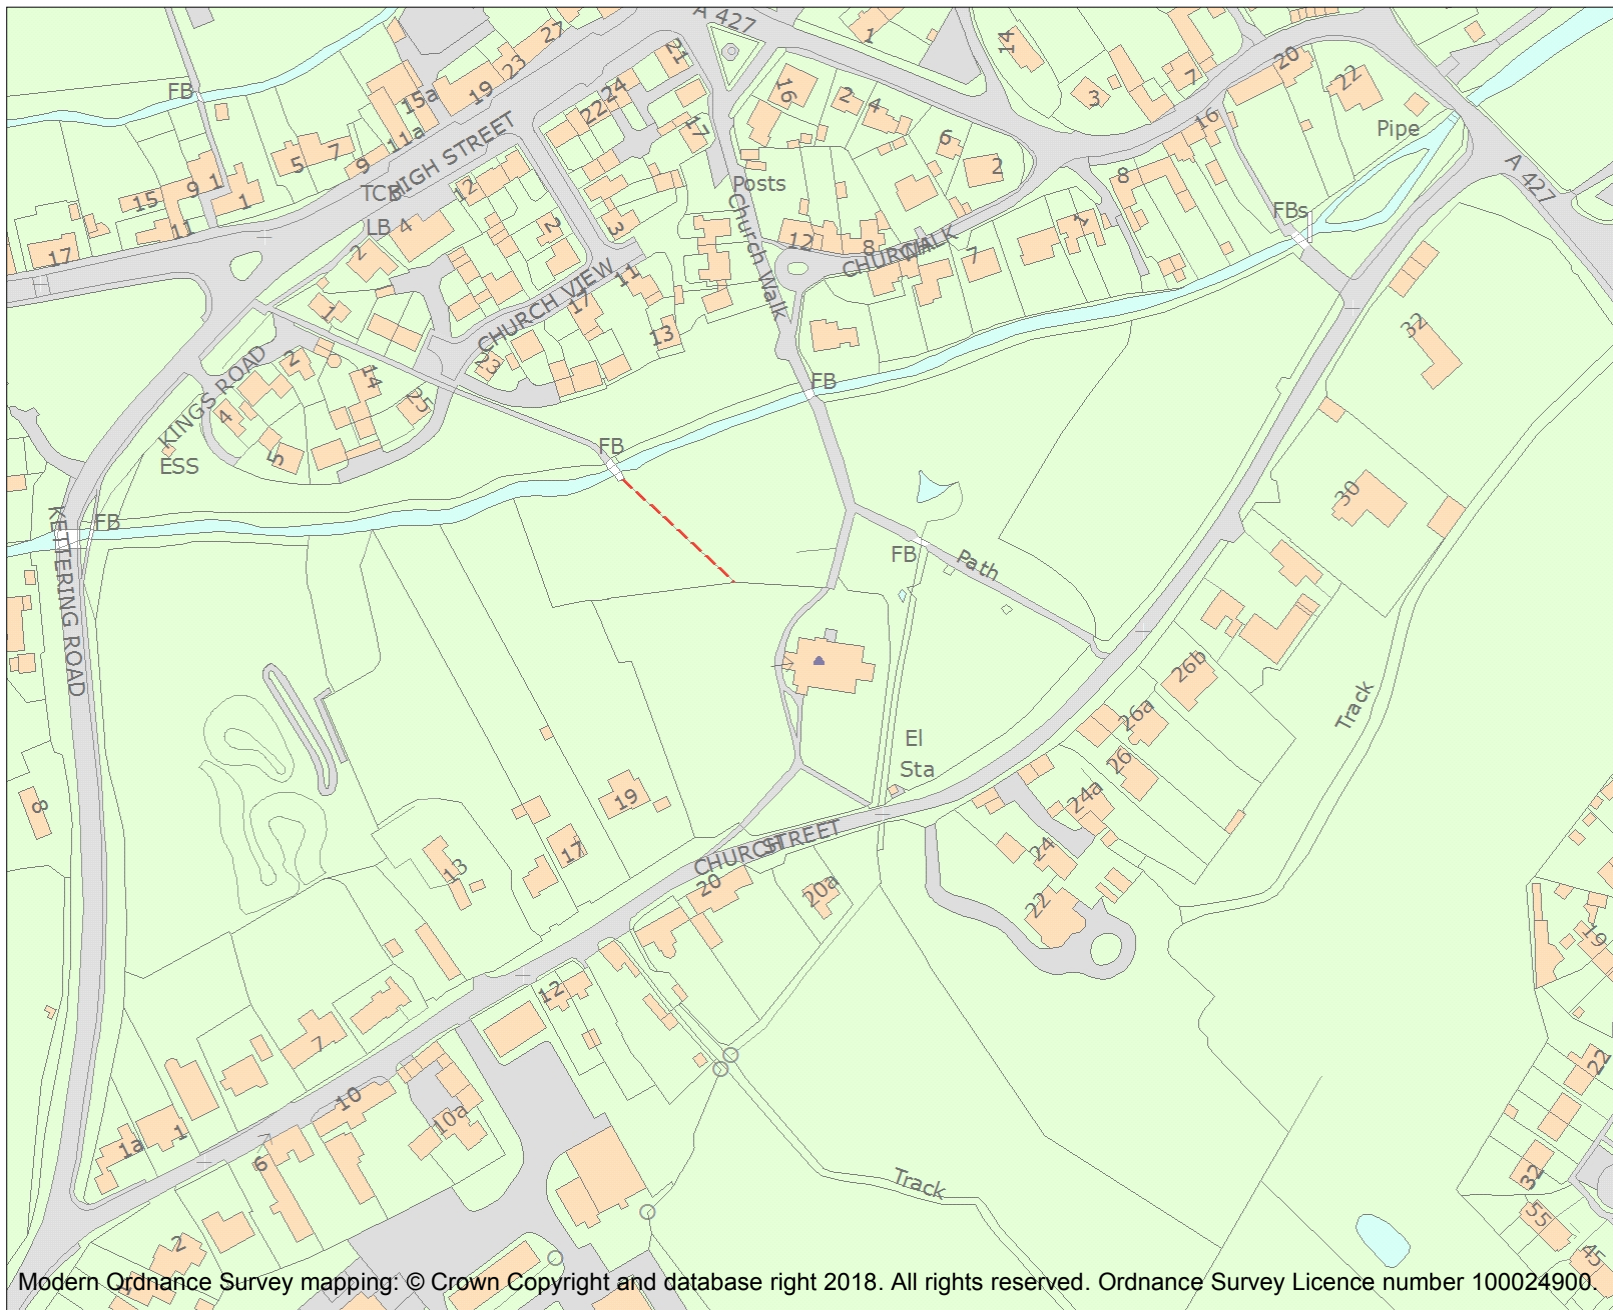 A 427
27
1
14
21
FB
15a
19
23
24
22
16
2
4
3
7
20
22
16
Pipe
11a
HIGH STREET
17
6
5
7
9
2
8
A 427
15
9
1
1
TCB
12
Posts
FBs
11
LB
4
2
3
Church Walk
12
8
CHURCH
WALK
1
17
2
7
11
1
CHURCH VIEW
17
13
32
KINGS ROAD
2
14
23
25
FB
4
5
ESS
FB
30
FB
KETTERING ROAD
FB
Path
26b
Track
26a
El
Sta
26
8
19
24a
17
13
CHURCH STREET
24
20
20a
22
19
12
7
22
10
10a
1a
1
6
Track
32
55
2
45
Modern Ordnance Survey mapping: © Crown Copyright and database right 2018. All rights reserved. Ordnance Survey Licence number 100024900.